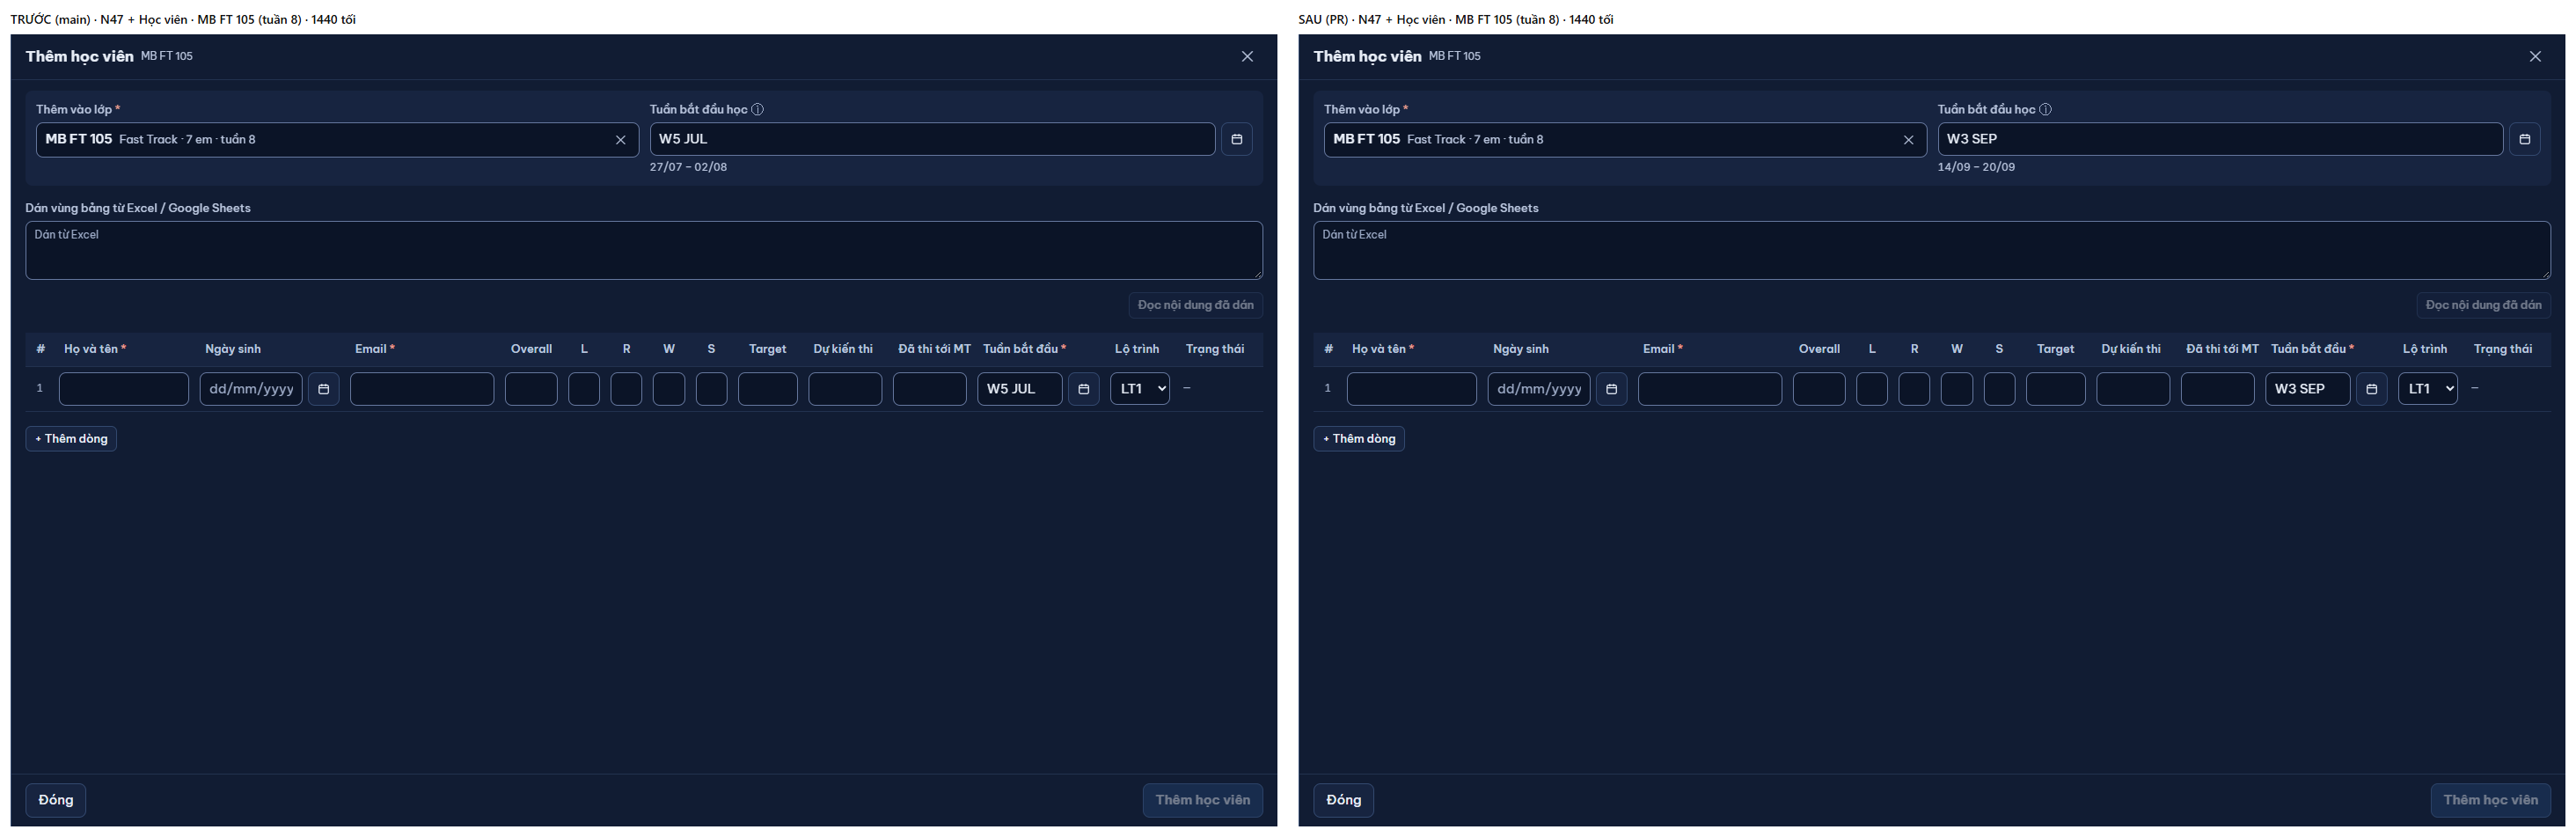 TRƯỚC (main) · N47 + Học viên · MB FT 105 (tuần 8) · 1440 tối
Thêm học viên MB FT 105
Thêm vào lớp *
Tuần bắt đầu học
MB FT 105 Fast Track · 7 em · tuần 8
W5 JUL
27/07 – 02/08
Dán vùng bảng từ Excel / Google Sheets
Dán từ Excel
Đọc nội dung đã dán
# Họ và tên * Ngày sinh Email * Overall L R W S Target Dự kiến thi Đã thi tới MT Tuần bắt đầu * Lộ trình Trạng thái
1 dd/mm/yyyy W5 JUL LT1 –
+ Thêm dòng
Đóng
Thêm học viên
SAU (PR) · N47 + Học viên · MB FT 105 (tuần 8) · 1440 tối
Thêm học viên MB FT 105
Thêm vào lớp *
Tuần bắt đầu học
MB FT 105 Fast Track · 7 em · tuần 8
W3 SEP
14/09 – 20/09
Dán vùng bảng từ Excel / Google Sheets
Dán từ Excel
Đọc nội dung đã dán
# Họ và tên * Ngày sinh Email * Overall L R W S Target Dự kiến thi Đã thi tới MT Tuần bắt đầu * Lộ trình Trạng thái
1 dd/mm/yyyy W3 SEP LT1 –
+ Thêm dòng
Đóng
Thêm học viên